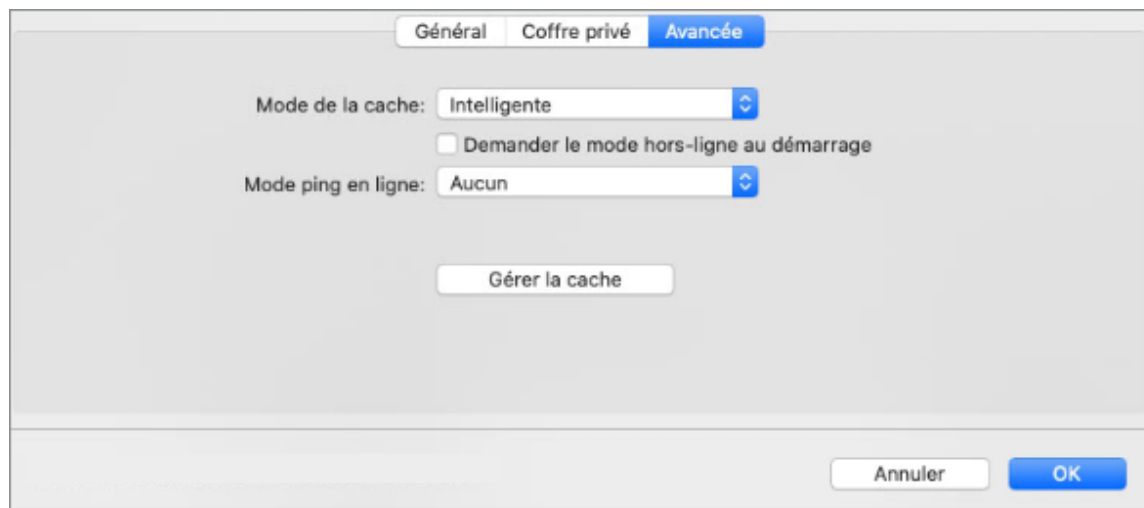 Général Coffre privé Avancée
Mode de la cache: Intelligente
Demander le mode hors-ligne au démarrage
Mode ping en ligne: Aucun
Gérer la cache
Annuler OK